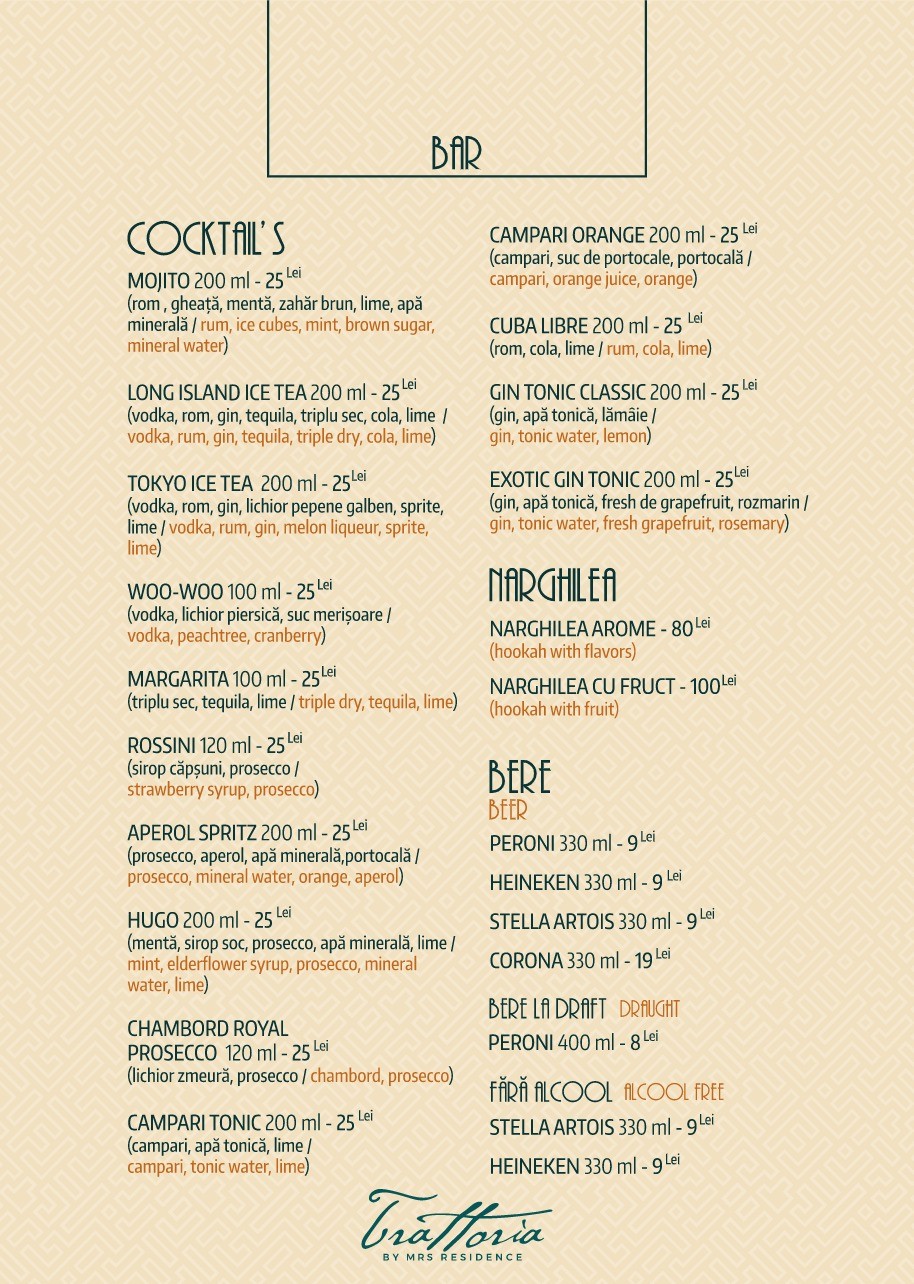 BAR
COCKTAIL'S
MOJITO 200 ml - 25 Lei
(rom , gheață, mentă, zahăr brun, lime, apă
minerală / rum, ice cubes, mint, brown sugar,
mineral water)
LONG ISLAND ICE TEA 200 ml - 25 Lei
(vodka, rom, gin, tequila, triplu sec, cola, lime /
vodka, rum, gin, tequila, triple dry, cola, lime)
TOKYO ICE TEA 200 ml - 25 Lei
(vodka, rom, gin, lichior pepene galben, sprite,
lime / vodka, rum, gin, melon liqueur, sprite,
lime)
WOO-WOO 100 ml - 25 Lei
(vodka, lichior piersică, suc merișoare /
vodka, peachtree, cranberry)
MARGARITA 100 ml - 25 Lei
(triplu sec, tequila, lime / triple dry, tequila, lime)
ROSSINI 120 ml - 25 Lei
(sirop căpșuni, prosecco /
strawberry syrup, prosecco)
APEROL SPRITZ 200 ml - 25 Lei
(prosecco, aperol, apă minerală,portocală /
prosecco, mineral water, orange, aperol)
HUGO 200 ml - 25 Lei
(mentă, sirop soc, prosecco, apă minerală, lime /
mint, elderflower syrup, prosecco, mineral
water, lime)
CHAMBORD ROYAL
PROSECCO 120 ml - 25 Lei
(lichior zmeură, prosecco / chambord, prosecco)
CAMPARI TONIC 200 ml - 25 Lei
(campari, apă tonică, lime /
campari, tonic water, lime)
CAMPARI ORANGE 200 ml - 25 Lei
(campari, suc de portocale, portocală /
campari, orange juice, orange)
CUBA LIBRE 200 ml - 25 Lei
(rom, cola, lime / rum, cola, lime)
GIN TONIC CLASSIC 200 ml - 25 Lei
(gin, apă tonică, lămâie /
gin, tonic water, lemon)
EXOTIC GIN TONIC 200 ml - 25 Lei
(gin, apă tonică, fresh de grapefruit, rozmarin /
gin, tonic water, fresh grapefruit, rosemary)
NARGHILEA
NARGHILEA AROME - 80 Lei
(hookah with flavors)
NARGHILEA CU FRUCT - 100 Lei
(hookah with fruit)
BERE
BEER
PERONI 330 ml - 9 Lei
HEINEKEN 330 ml - 9 Lei
STELLA ARTOIS 330 ml - 9 Lei
CORONA 330 ml - 19 Lei
BERE LA DRAFT DRAUGHT
PERONI 400 ml - 8 Lei
FĂRĂ ALCOOL ALCOOL FREE
STELLA ARTOIS 330 ml - 9 Lei
HEINEKEN 330 ml - 9 Lei
Trattoria
BY MRS RESIDENCE